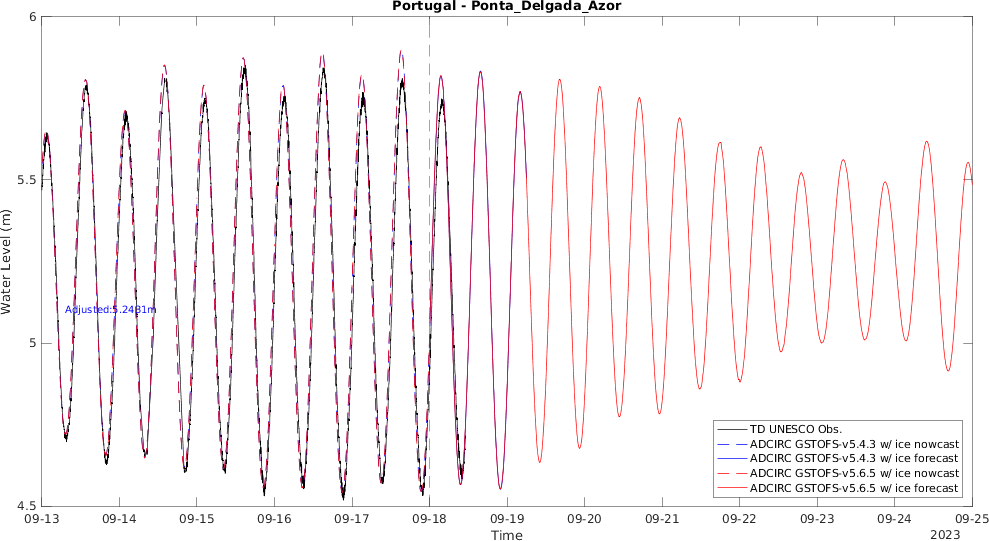 Portugal - Ponta_Delgada_Azor
6
5.5
5
4.5
Water Level (m)
Adjusted:5.2481m
TD UNESCO Obs.
ADCIRC GSTOFS-v5.4.3 w/ ice nowcast
ADCIRC GSTOFS-v5.4.3 w/ ice forecast
ADCIRC GSTOFS-v5.6.5 w/ ice nowcast
ADCIRC GSTOFS-v5.6.5 w/ ice forecast
09-13 09-14 09-15 09-16 09-17 09-18 09-19 09-20 09-21 09-22 09-23 09-24 09-25
Time
2023